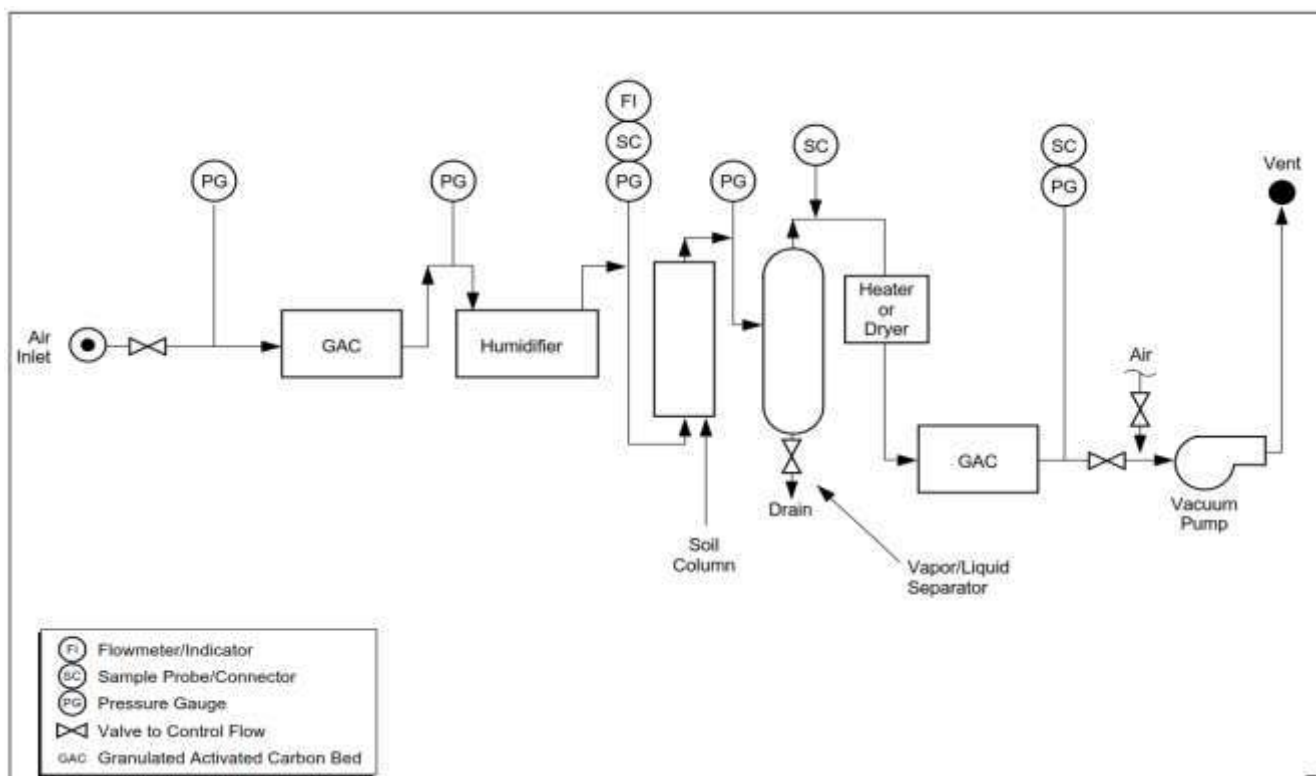 FI
SC
PG
PG
PG
PG
SC
SC
PG
Vent
Air
Inlet
GAC
Humidifier
Heater
or
Dryer
Air
GAC
Vacuum
Pump
Drain
Soil
Column
Vapor/Liquid
Separator
FI Flowmeter/Indicator
SC Sample Probe/Connector
PG Pressure Gauge
Valve to Control Flow
GAC Granulated Activated Carbon Bed